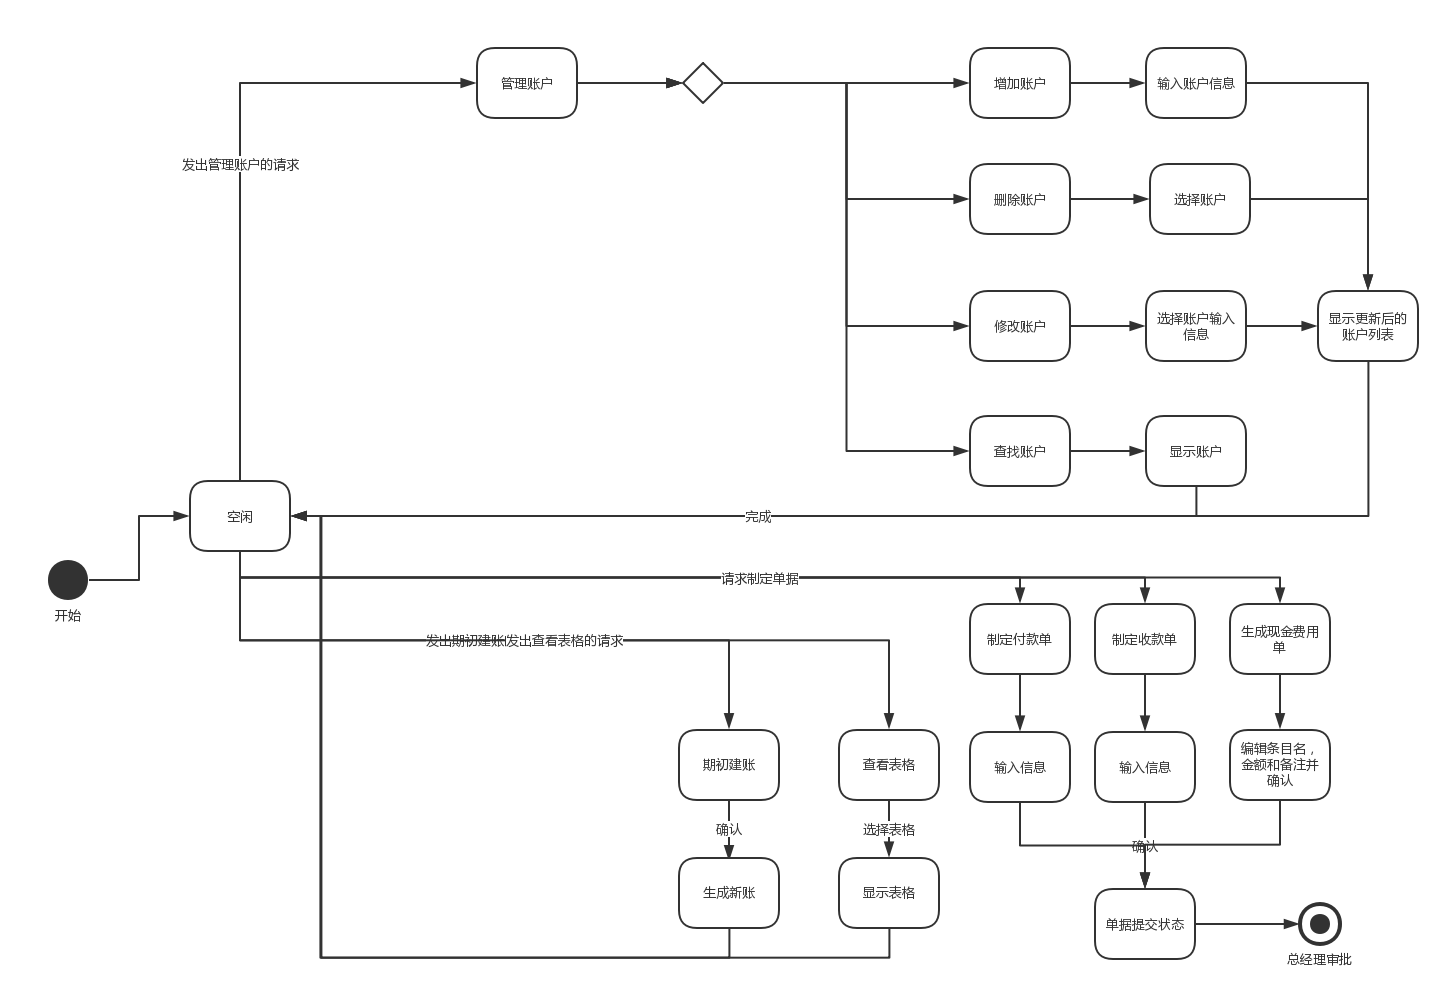 管理账户
增加账户
输入账户信息
发出管理账户的请求
删除账户
选择账户
修改账户
选择账户输入
信息
显示更新后的
账户列表
查找账户
显示账户
空闲
完成
开始
请求制定单据
发出期初建账发出查看表格的请求
制定付款单
制定收款单
生成现金费用
单
期初建账
查看表格
输入信息
输入信息
编辑条目名，
金额和备注并
确认
确认
选择表格
确认
生成新账
显示表格
单据提交状态
总经理审批